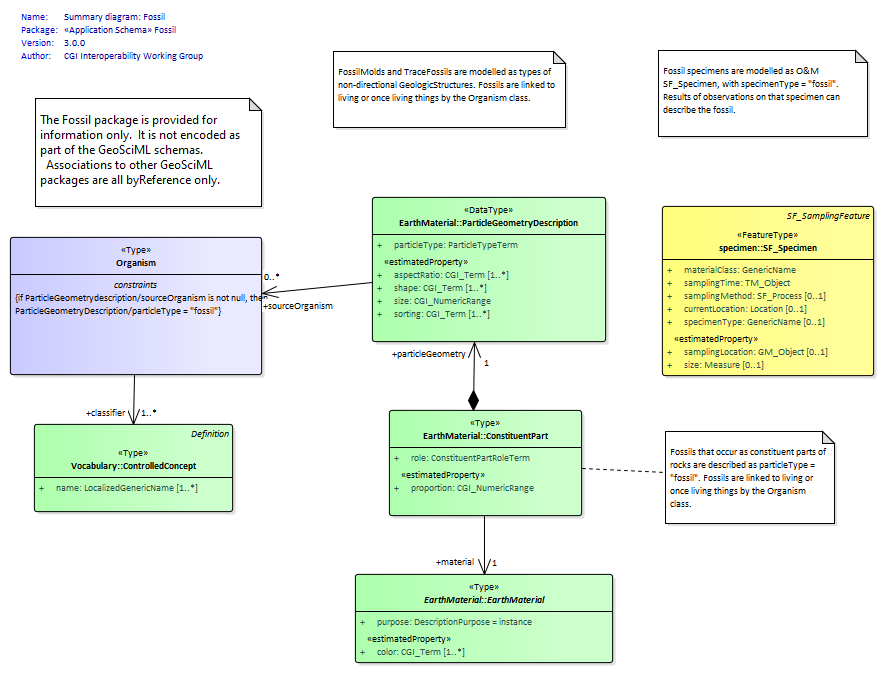 Name: Summary diagram: Fossil
Package: «Application Schema» Fossil
Version: 3.0.0
Author: CGI Interoperability Working Group
FossilMolds and TraceFossils are modelled as types of
non-directional GeologicStructures. Fossils are linked to
living or once living things by the Organism class.
Fossil specimens are modelled as O&M
SF_Specimen, with specimenType = "fossil".
Results of observations on that specimen can
describe the fossil.
The Fossil package is provided for
information only. It is not encoded as
part of the GeoSciML schemas.
Associations to other GeoSciML
packages are all byReference only.
«DataType»
EarthMaterial::ParticleGeometryDescription
+ particleType: ParticleTypeTerm
«estimatedProperty»
+ aspectRatio: CGI_Term [1..*]
+ shape: CGI_Term [1..*]
+ size: CGI_NumericRange
+ sorting: CGI_Term [1..*]
SF_SamplingFeature
«FeatureType»
specimen::SF_Specimen
+ materialClass: GenericName
+ samplingTime: TM_Object
+ samplingMethod: SF_Process [0..1]
+ currentLocation: Location [0..1]
+ specimenType: GenericName [0..1]
«estimatedProperty»
+ samplingLocation: GM_Object [0..1]
+ size: Measure [0..1]
«Type»
Organism
constraints
{if ParticleGeometrydescription/sourceOrganism is not null, then
ParticleGeometryDescription/particleType = "fossil"}
0..*
+sourceOrganism
+particleGeometry
1
+classifier 1..*
Definition
«Type»
Vocabulary::ControlledConcept
+ name: LocalizedGenericName [1..*]
«Type»
EarthMaterial::ConstituentPart
+ role: ConstituentPartRoleTerm
«estimatedProperty»
+ proportion: CGI_NumericRange
Fossils that occur as constituent parts of
rocks are described as particleType =
"fossil". Fossils are linked to living or
once living things by the Organism
class.
+material 1
«Type»
EarthMaterial::EarthMaterial
+ purpose: DescriptionPurpose = instance
«estimatedProperty»
+ color: CGI_Term [1..*]